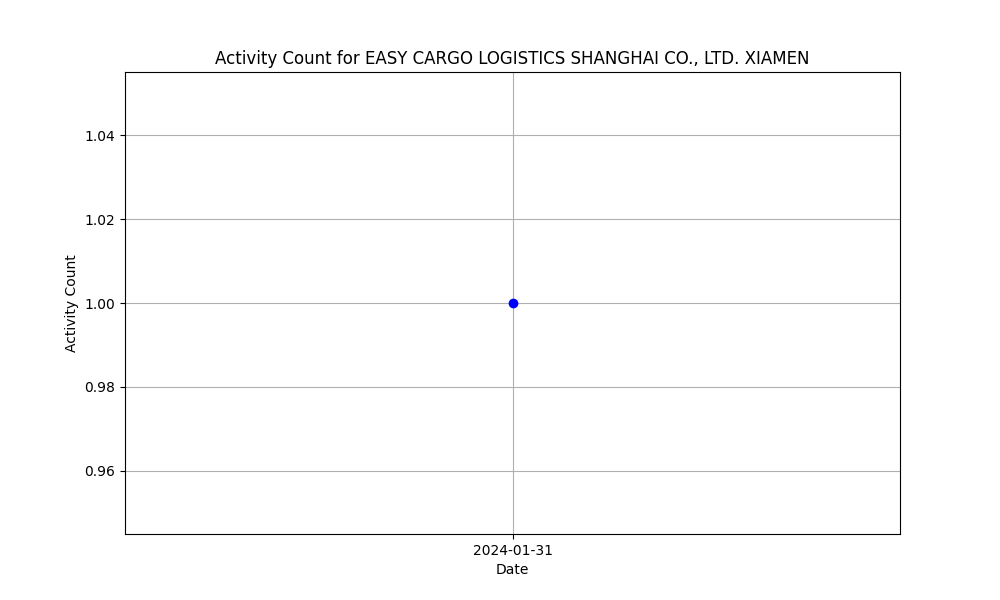 Activity Count for EASY CARGO LOGISTICS SHANGHAI CO., LTD. XIAMEN
1.04
1.02
1.00
0.98
0.96
Activity Count
2024-01-31
Date